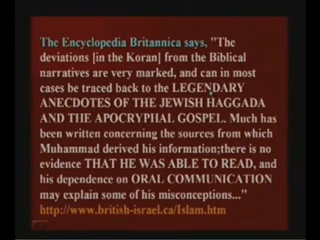 The Encyclopedia Britannica says, "The
deviations [in the Koran] from the Biblical
narratives are very marked, and can in most
cases be traced back to the LEGENDARY
ANECDOTES OF THE JEWISH HAGGADA
AND THE APOCRYPHAL GOSPEL. Much has
been written concerning the sources from which
Muhammad derived his information;there is no
evidence THAT HE WAS ABLE TO READ, and
his dependence on ORAL COMMUNICATION
may explain some of his misconceptions..."
http://www.british-israel.ca/Islam.htm